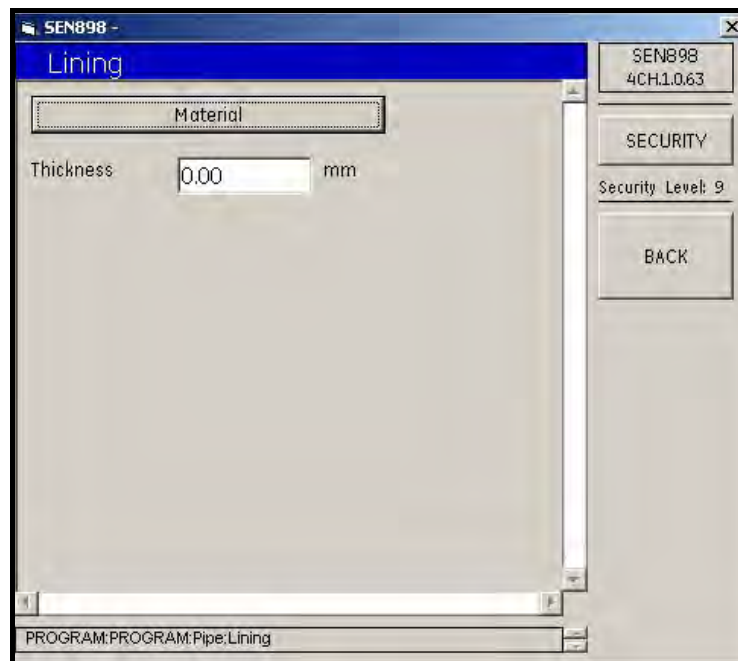 SEN898 -
Lining
Material
Thickness 0.00 mm
PROGRAM:PROGRAM:Pipe:Lining
SEN898
4CH.1.0.63
SECURITY
Security Level: 9
BACK